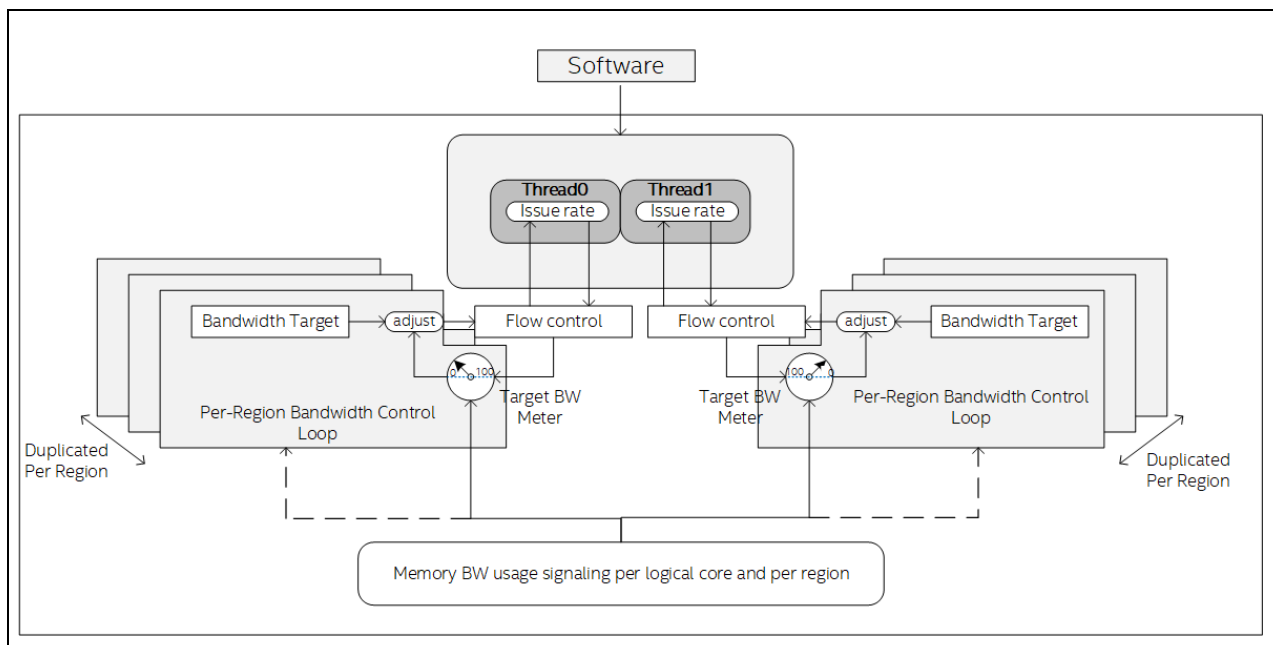 Software
Thread0
Thread1
Issue rate
Issue rate
Bandwidth Target
adjust
Flow control
Flow control
adjust
Bandwidth Target
0
100
100
0
Target BW
Meter
Target BW
Meter
Per-Region Bandwidth Control
Loop
Per-Region Bandwidth Control
Loop
Duplicated
Per Region
Duplicated
Per Region
Memory BW usage signaling per logical core and per region